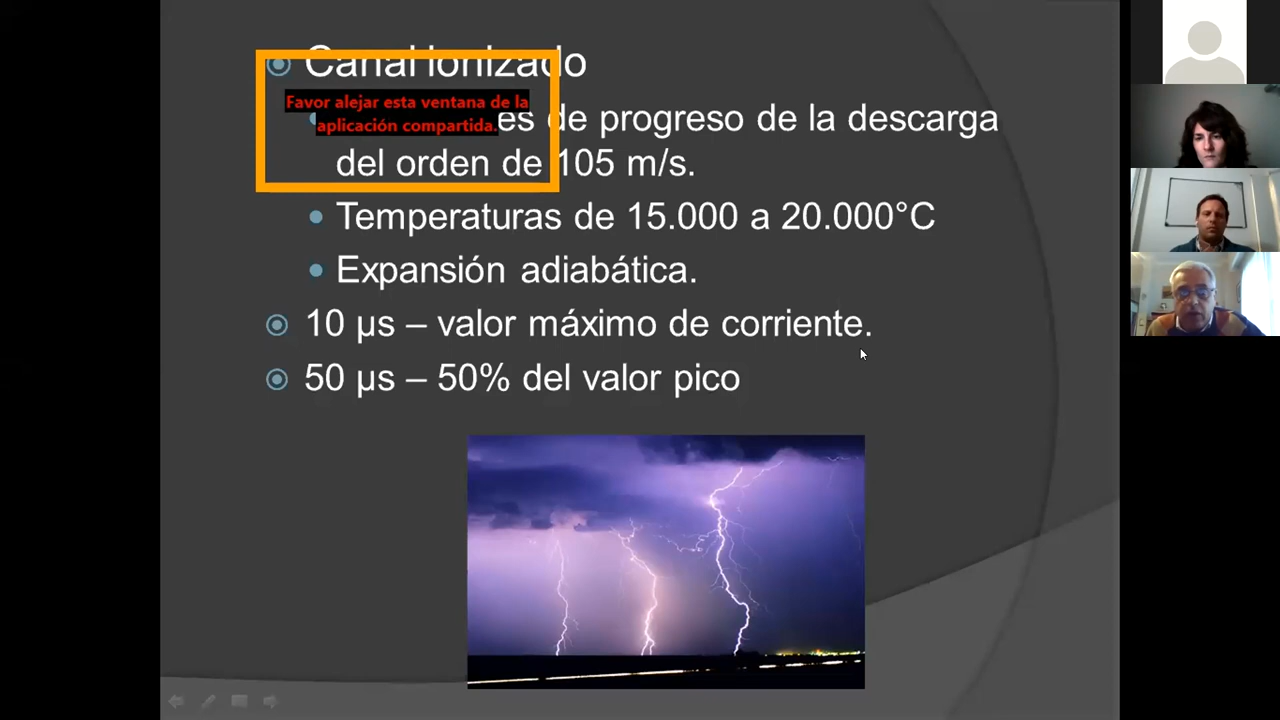 Canal ionizado
Favor alejar esta ventana de la
aplicación compartida.
es de progreso de la descarga
del orden de 105 m/s.
Temperaturas de 15.000 a 20.000°C
Expansión adiabática.
10 µs – valor máximo de corriente.
50 µs – 50% del valor pico